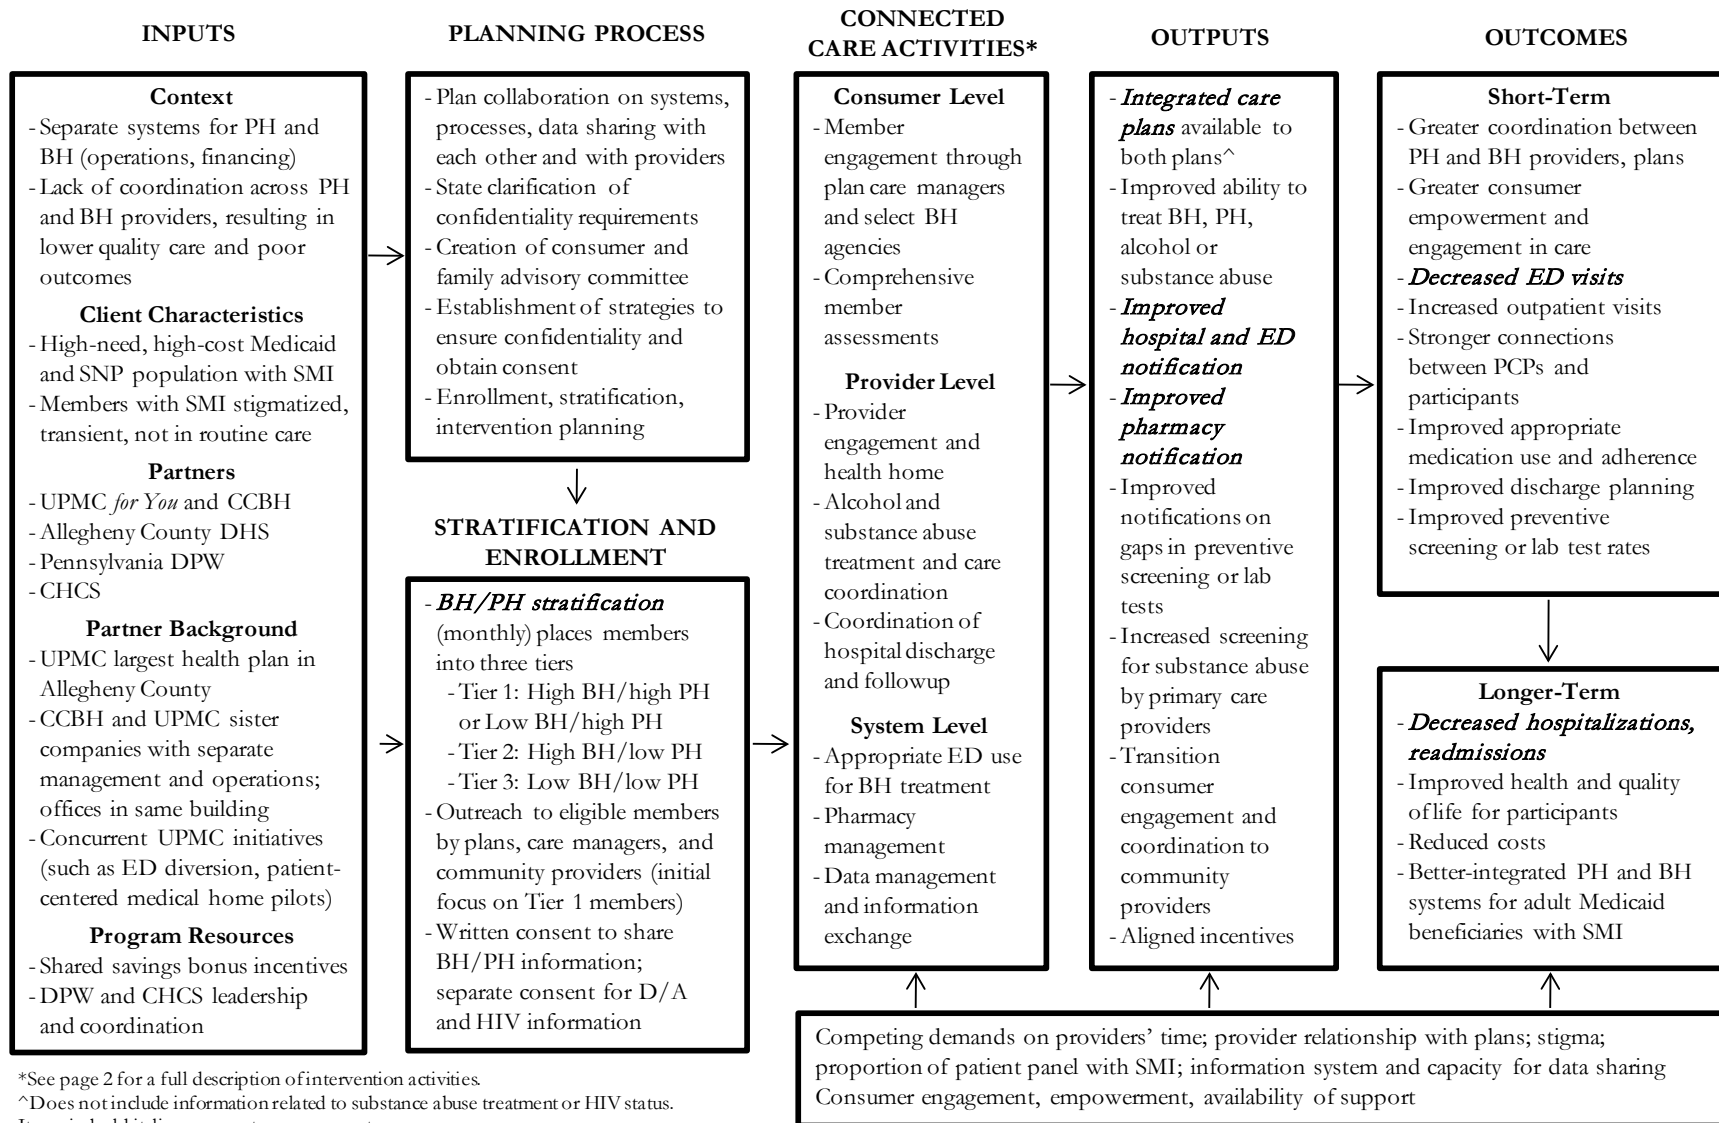 INPUTS
Context
- Separate systems for PH and
BH (operations, financing)
- Lack of coordination across PH
and BH providers, resulting in
lower quality care and poor
outcomes
Client Characteristics
- High-need, high-cost Medicaid
and SNP population with SMI
- Members with SMI stigmatized,
transient, not in routine care
Partners
- UPMC for You and CCBH
- Allegheny County DHS
- Pennsylvania DPW
- CHCS
Partner Background
- UPMC largest health plan in
Allegheny County
- CCBH and UPMC sister
companies with separate
management and operations;
offices in same building
- Concurrent UPMC initiatives
(such as ED diversion, patient-
centered medical home pilots)
Program Resources
- Shared savings bonus incentives
- DPW and CHCS leadership
and coordination
PLANNING PROCESS
- Plan collaboration on systems,
processes, data sharing with
each other and with providers
- State clarification of
confidentiality requirements
- Creation of consumer and
family advisory committee
- Establishment of strategies to
ensure confidentiality and
obtain consent
- Enrollment, stratification,
intervention planning
STRATIFICATION AND
ENROLLMENT
- BH/PH stratification
(monthly) places members
into three tiers
- Tier 1: High BH/high PH
or Low BH/high PH
- Tier 2: High BH/low PH
- Tier 3: Low BH/low PH
- Outreach to eligible members
by plans, care managers, and
community providers (initial
focus on Tier 1 members)
- Written consent to share
BH/PH information;
separate consent for D/A
and HIV information
CONNECTED
CARE ACTIVITIES*
Consumer Level
- Member
engagement through
plan care managers
and select BH
agencies
- Comprehensive
member
assessments
Provider Level
- Provider
engagement and
health home
- Alcohol and
substance abuse
treatment and care
coordination
- Coordination of
hospital discharge
and followup
System Level
- Appropriate ED use
for BH treatment
- Pharmacy
management
- Data management
and information
exchange
OUTPUTS
- Integrated care
plans available to
both plans^
- Improved ability to
treat BH, PH,
alcohol or
substance abuse
- Improved
hospital and ED
notification
- Improved
pharmacy
notification
- Improved
notifications on
gaps in preventive
screening or lab
tests
- Increased screening
for substance abuse
by primary care
providers
- Transition
consumer
engagement and
coordination to
community
providers
- Aligned incentives
OUTCOMES
Short-Term
- Greater coordination between
PH and BH providers, plans
- Greater consumer
empowerment and
engagement in care
- Decreased ED visits
- Increased outpatient visits
- Stronger connections
between PCPs and
participants
- Improved appropriate
medication use and adherence
- Improved discharge planning
- Improved preventive
screening or lab test rates
Longer-Term
- Decreased hospitalizations,
readmissions
- Improved health and quality
of life for participants
- Reduced costs
- Better-integrated PH and BH
systems for adult Medicaid
beneficiaries with SMI
Competing demands on providers' time; provider relationship with plans; stigma;
proportion of patient panel with SMI; information system and capacity for data sharing
Consumer engagement, empowerment, availability of support
*See page 2 for a full description of intervention activities.
^Does not include information related to substance abuse treatment or HIV status.